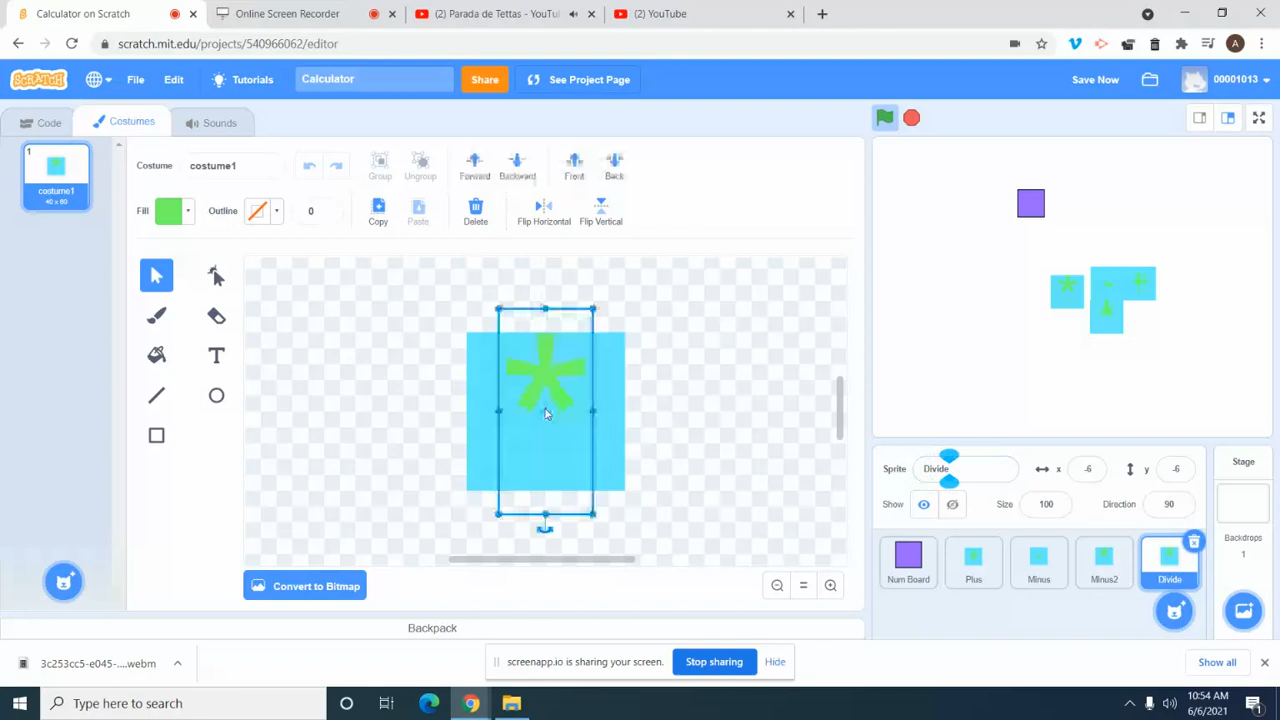 Calculator on Scratch
Online Screen Recorder
(2) Parada de Tettas - YouTu
(2) YouTube
scratch.mit.edu/projects/540966062/editor
A
SCRATCH
File
Edit
Tutorials
Calculator
Share
See Project Page
Save Now
00001013
Code
Costumes
Sounds
1
costume1
40 x 60
Costume
costume1
Group
Ungroup
Forward
Backward
Front
Back
Fill
Outline
0
Copy
Paste
Delete
Flip Horizontal
Flip Vertical
*
T
Convert to Bitmap
Backpack
Sprite
Divide
x
-6
y
-6
Show
Size
100
Direction
90
Num Board
Plus
Minus
Minus2
Divide
Stage
Backdrops
1
3c253cc5-e045-....webm
screenapp.io is sharing your screen.
Stop sharing
Hide
Show all
Type here to search
10:54 AM
6/6/2021
1